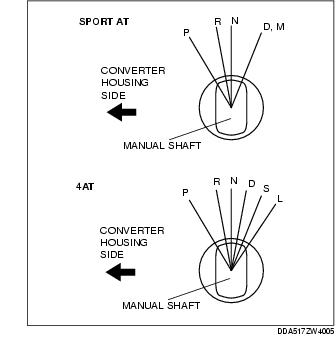 SPORT AT
P R N D, M
CONVERTER
HOUSING
SIDE
MANUAL SHAFT
4AT
P R N D S L
CONVERTER
HOUSING
SIDE
MANUAL SHAFT
DDA517ZW4005